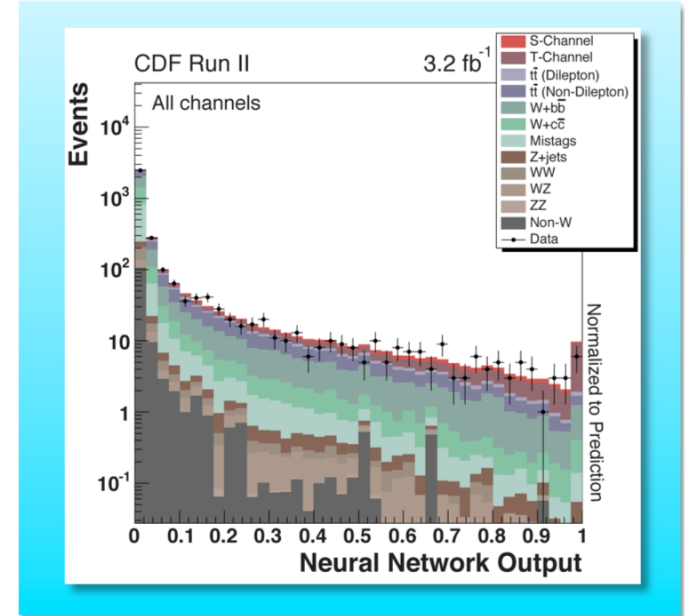 CDF Run II 3.2 fb⁻¹
All channels
S-Channel
T-Channel
tt̄ (Dilepton)
tt̄ (Non-Dilepton)
W+bb̄
W+cc̄
Mistags
Z+jets
WW
WZ
ZZ
Non-W
Data
Events
10⁴
10³
10²
10
1
10⁻¹
0 0.1 0.2 0.3 0.4 0.5 0.6 0.7 0.8 0.9 1
Neural Network Output
Normalized to Prediction